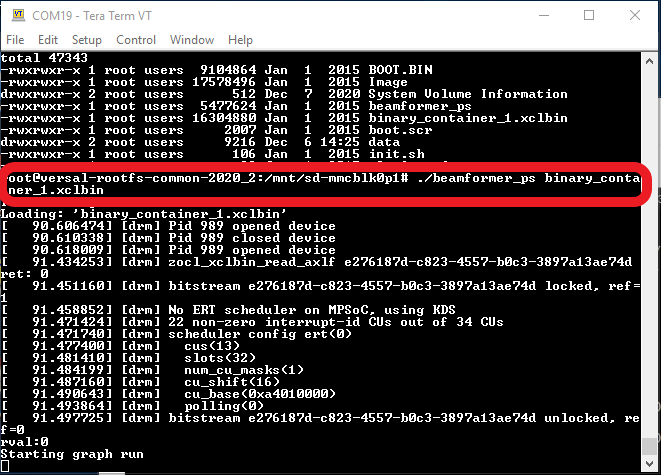 COM19 - Tera Term VT
File Edit Setup Control Window Help
total 47343
-rwxrwxr-x 1 root users  9104864 Jan  1  2015 BOOT.BIN
-rwxrwxr-x 1 root users 17578496 Jan  1  2015 Image
drwxrwxr-x 2 root users      512 Dec  7  2020 System Volume Information
-rwxrwxr-x 1 root users  5477624 Jan  1  2015 beamformer_ps
-rwxrwxr-x 1 root users 16304880 Jan  1  2015 binary_container_1.xclbin
-rwxrwxr-x 1 root users     2007 Jan  1  2015 boot.scr
drwxrwxr-x 2 root users     9216 Dec  6 14:25 data
-rwxrwxr-x 1 root users      106 Jan  1  2015 init.sh
root@versal-rootfs-common-2020_2:/mnt/sd-mmcblk0p1# ./beamformer_ps binary_conta
ner_1.xclbin
Loading: 'binary_container_1.xclbin'
[   90.606474] [drm] Pid 989 opened device
[   90.610338] [drm] Pid 989 closed device
[   90.618009] [drm] Pid 989 opened device
[   91.434253] [drm] zocl_xclbin_read_axlf e276187d-c823-4557-b0c3-3897a13ae74d
ret: 0
[   91.451160] [drm] bitstream e276187d-c823-4557-b0c3-3897a13ae74d locked, ref=
1
[   91.458852] [drm] No ERT scheduler on MPSoC, using KDS
[   91.471424] [drm] 22 non-zero interrupt-id CUs out of 34 CUs
[   91.471740] [drm] scheduler config ert(0)
[   91.477400] [drm]   cus(13)
[   91.481410] [drm]   slots(32)
[   91.484199] [drm]   num_cu_masks(1)
[   91.487160] [drm]   cu_shift(16)
[   91.490643] [drm]   cu_base(0xa4010000)
[   91.493864] [drm]   polling(0)
[   91.497725] [drm] bitstream e276187d-c823-4557-b0c3-3897a13ae74d unlocked, re
f=0
rval:0
Starting graph run